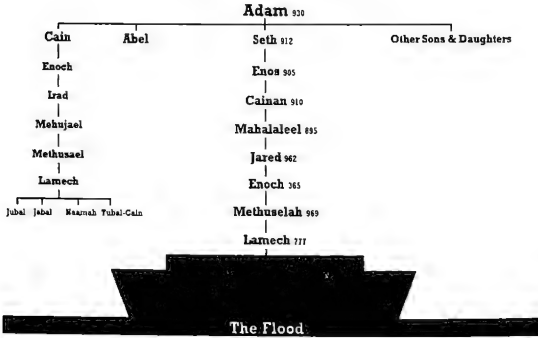 Adam 930
Cain Abel Seth 912 Other Sons & Daughters
Enoch Enos 905
Irad Cainan 910
Mehujael Mahalaleel 895
Methusael Jared 962
Lamech Enoch 365
Jubal Jabal Naamah Tubal-Cain Methuselah 969
Lamech 777
The Flood